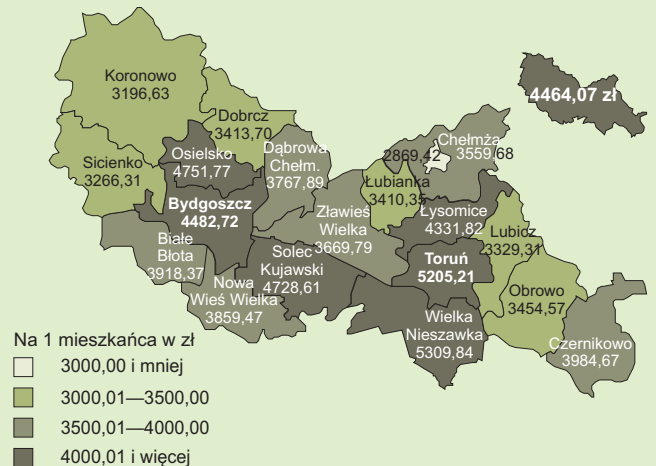 Koronowo
3196,63
Dobrcz
3413,70
4464,07 zł
Sicienko
3266,31
Osielsko
4751,77
Dąbrowa
Chełm.
3767,89
2869,42
Chełmża
3559,68
Łubianka
3410,35
Bydgoszcz
4482,72
Zławieś
Wielka
3669,79
Łysomice
4331,82
Lubicz
3329,31
Białe
Błota
3918,37
Solec
Kujawski
4728,61
Toruń
5205,21
Nowa
Wieś Wielka
3859,47
Obrowo
3454,57
Wielka
Nieszawka
5309,84
Czernikowo
3984,67
Na 1 mieszkańca w zł
3000,00 i mniej
3000,01—3500,00
3500,01—4000,00
4000,01 i więcej